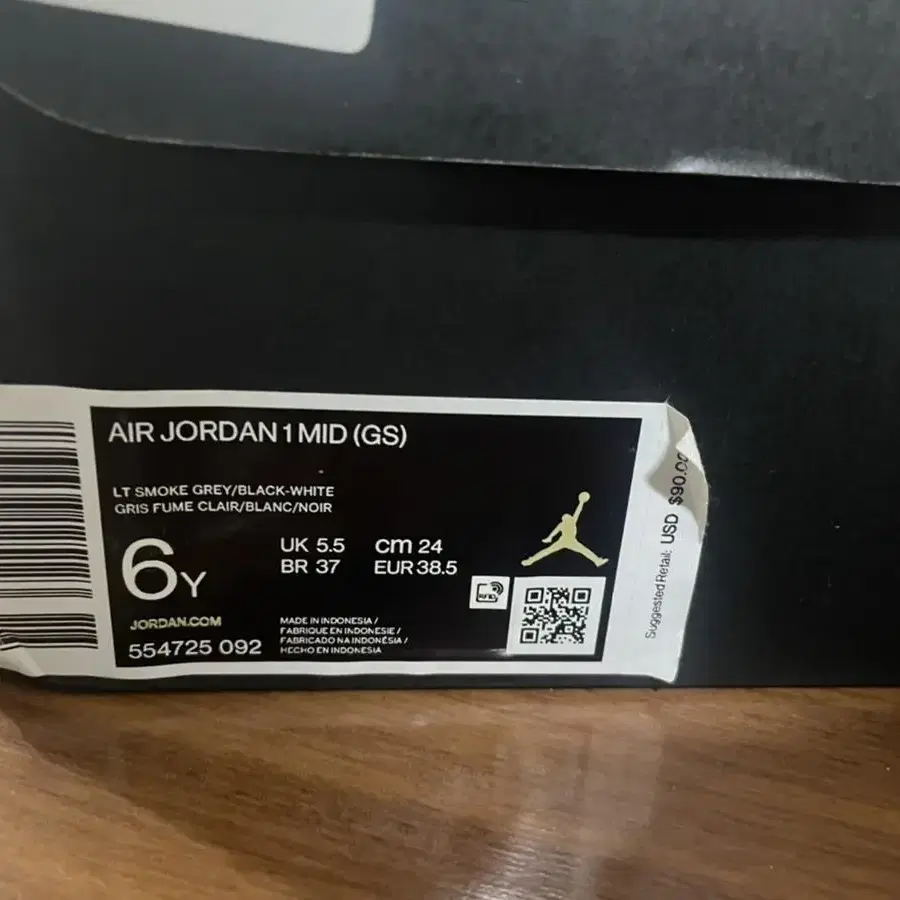 AIR JORDAN 1 MID (GS)
LT SMOKE GREY/BLACK-WHITE
GRIS FUME CLAIR/BLANC/NOIR
6Y
UK 5.5 cm 24
BR 37 EUR 38.5
RFID
JORDAN.COM
554725 092
MADE IN INDONESIA /
FABRIQUE EN INDONESIE /
FABRICADO NA INDONÉSIA /
HECHO EN INDONESIA
Suggested Retail: USD $90.00